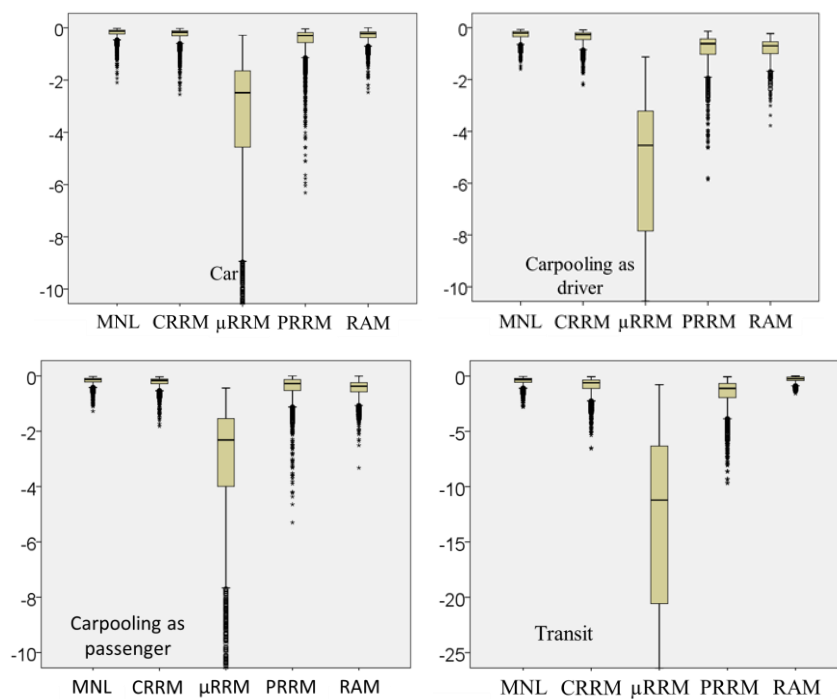 0
-2
-4
-6
-8
-10
Car
MNL CRRM μRRM PRRM RAM
0
-2
-4
-6
-8
-10
Carpooling as
driver
MNL CRRM μRRM PRRM RAM
0
-2
-4
-6
-8
-10
Carpooling as
passenger
MNL CRRM μRRM PRRM RAM
0
-5
-10
-15
-20
-25
Transit
MNL CRRM μRRM PRRM RAM